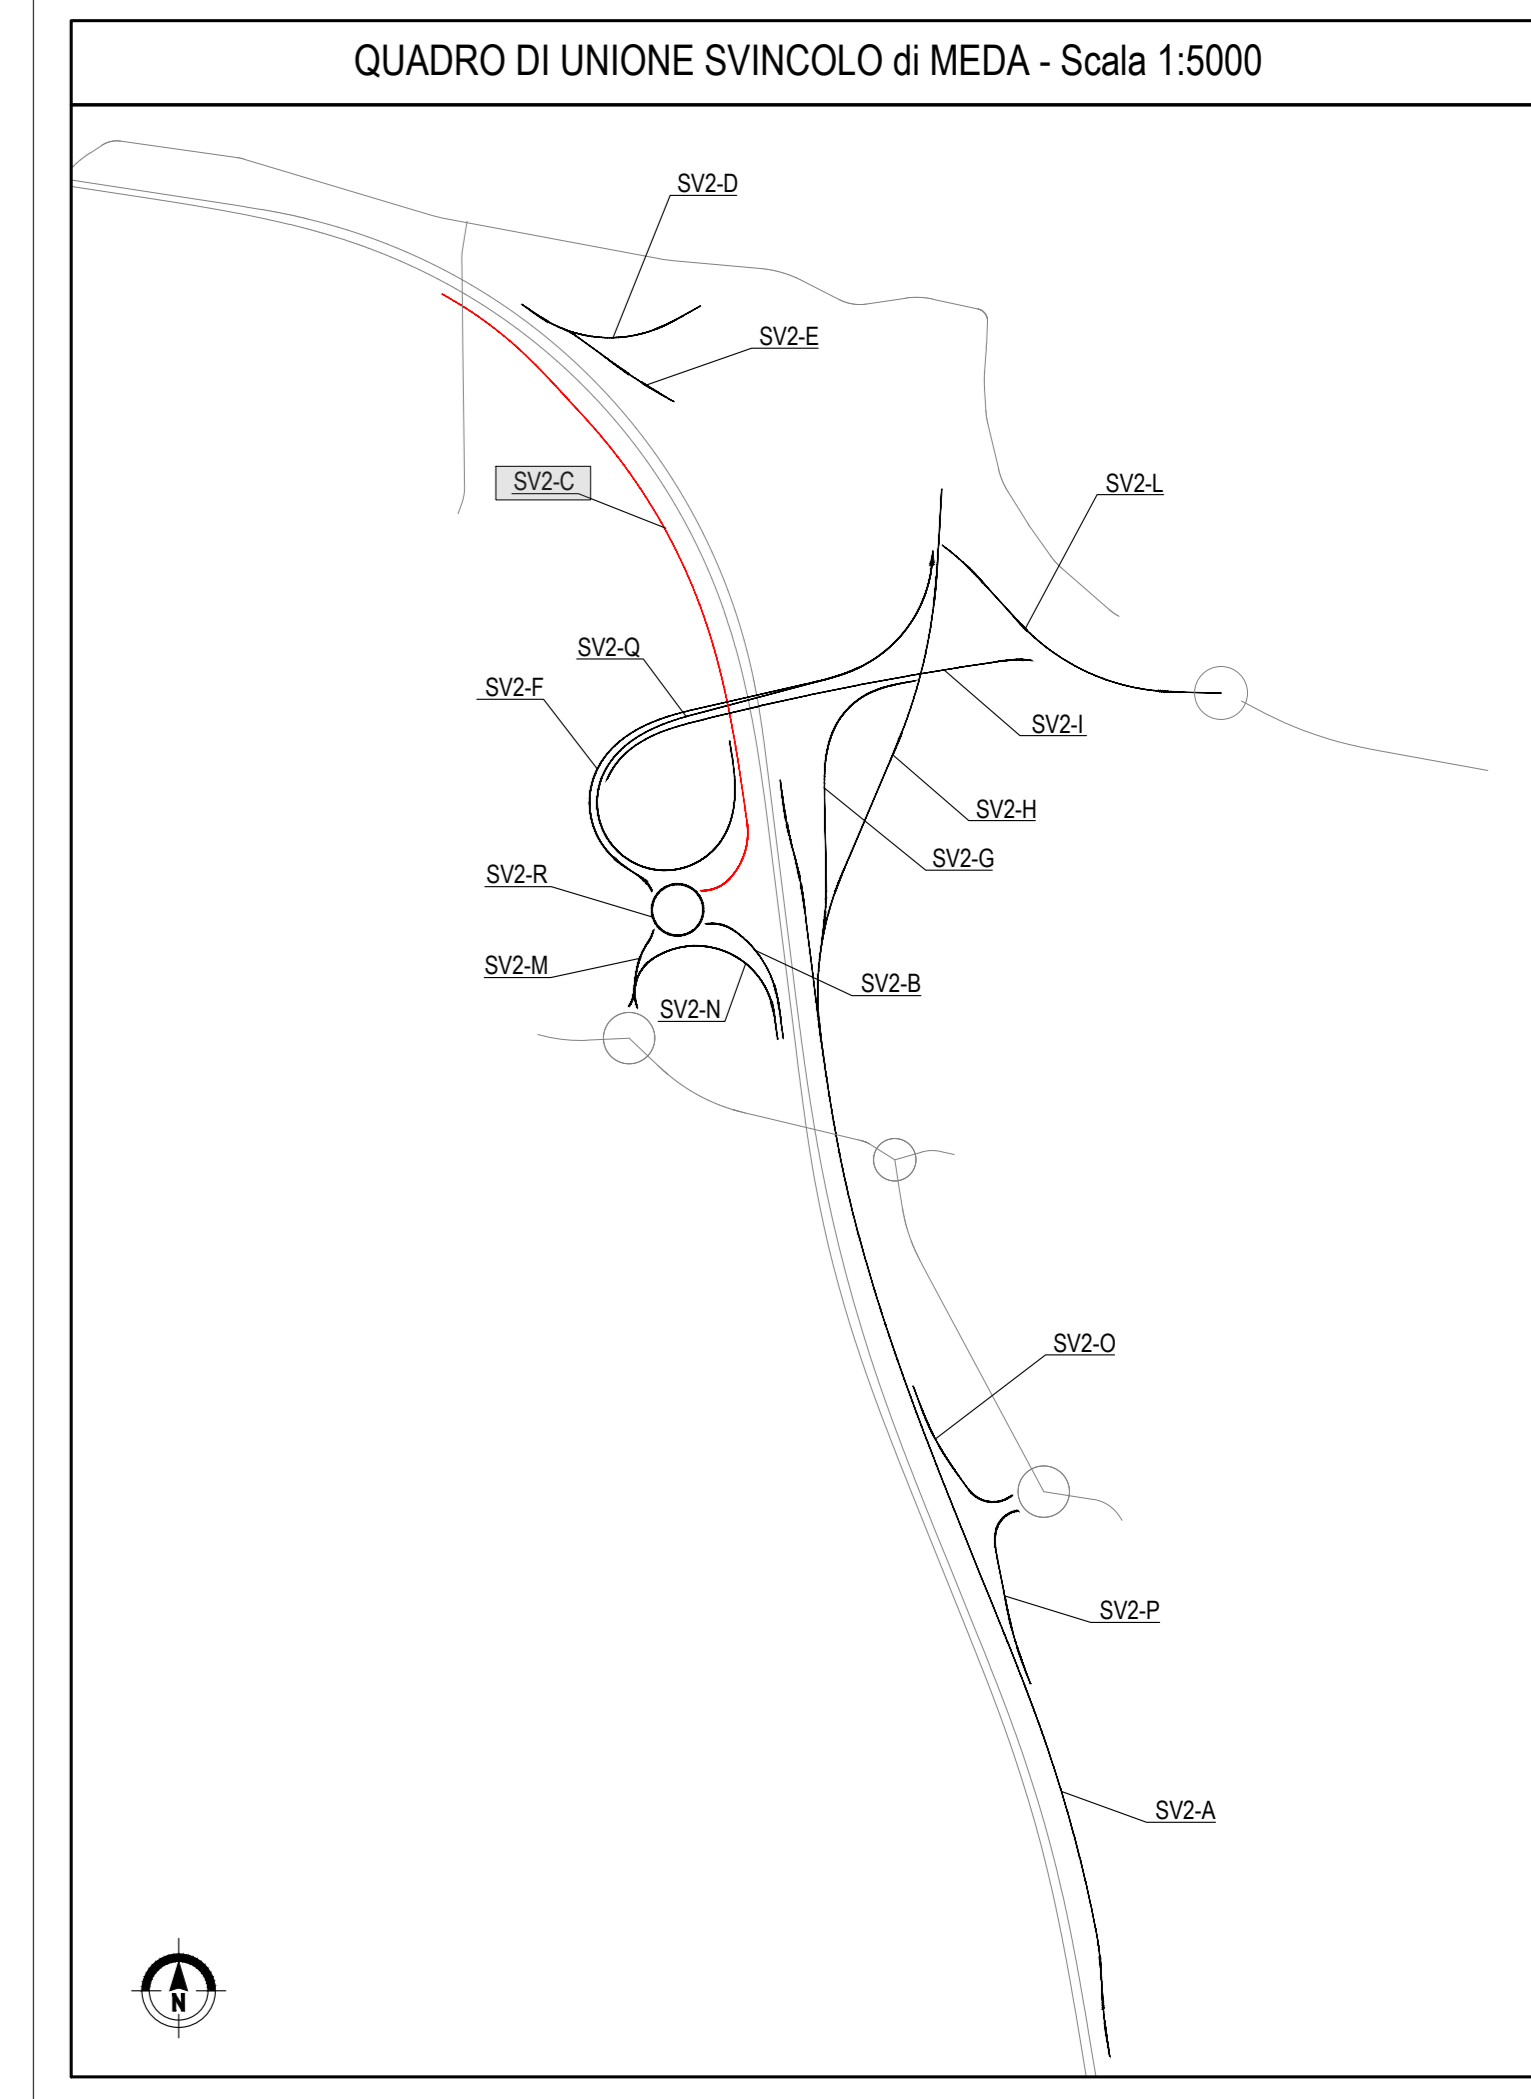 QUADRO DI UNIONE SVINCOLO di MEDA - Scala 1:5000
SV2-D
SV2-E
SV2-C
SV2-L
SV2-Q
SV2-F
SV2-I
SV2-H
SV2-G
SV2-R
SV2-M
SV2-B
SV2-N
SV2-O
SV2-P
SV2-A
N